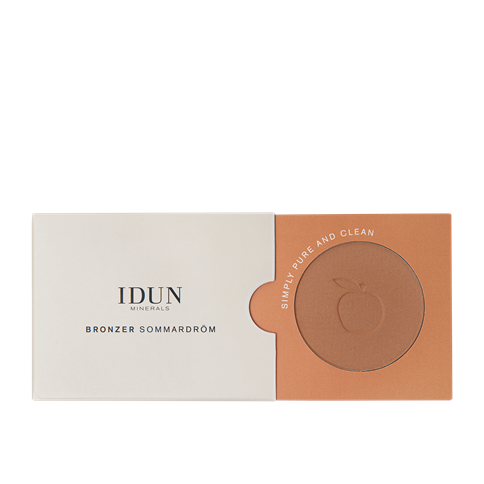 IDUN
MINERALS
BRONZER SOMMARDRÖM
SIMPLY PURE AND CLEAN